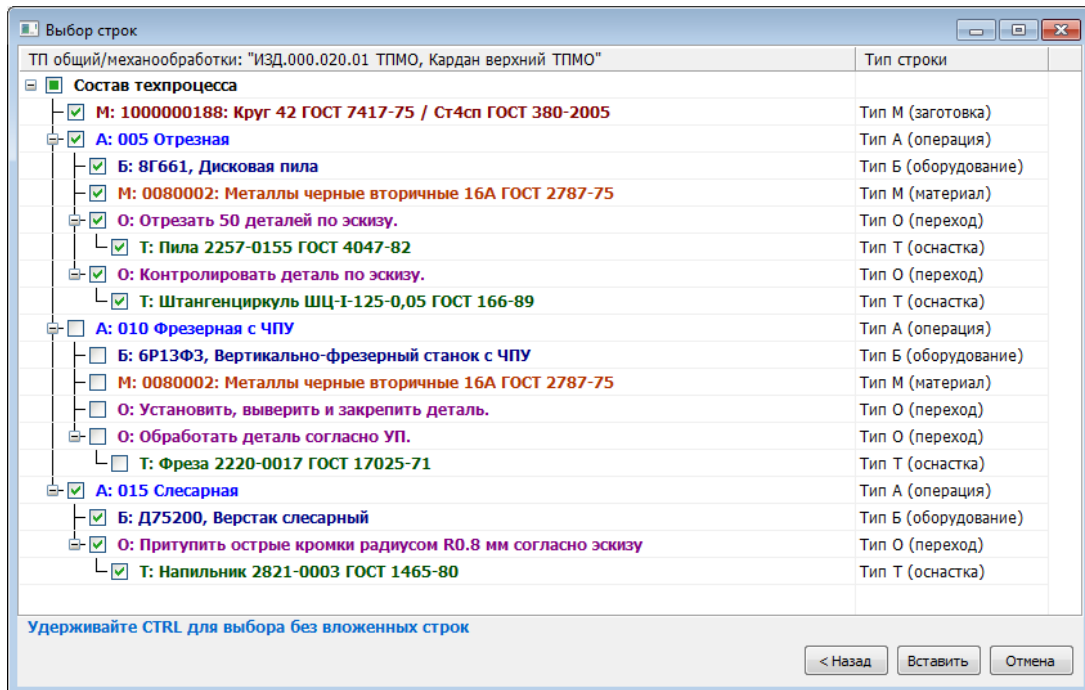 Выбор строк
ТП общий/механообработки: "ИЗД.000.020.01 ТПМО, Кардан верхний ТПМО" Тип строки
Состав техпроцесса
М: 1000000188: Круг 42 ГОСТ 7417-75 / Ст4сп ГОСТ 380-2005 Тип М (заготовка)
А: 005 Отрезная Тип А (операция)
Б: 8Г661, Дисковая пила Тип Б (оборудование)
М: 0080002: Металлы черные вторичные 16А ГОСТ 2787-75 Тип М (материал)
О: Отрезать 50 деталей по эскизу. Тип О (переход)
Т: Пила 2257-0155 ГОСТ 4047-82 Тип Т (оснастка)
О: Контролировать деталь по эскизу. Тип О (переход)
Т: Штангенциркуль ШЦ-I-125-0,05 ГОСТ 166-89 Тип Т (оснастка)
А: 010 Фрезерная с ЧПУ Тип А (операция)
Б: 6Р13Ф3, Вертикально-фрезерный станок с ЧПУ Тип Б (оборудование)
М: 0080002: Металлы черные вторичные 16А ГОСТ 2787-75 Тип М (материал)
О: Установить, выверить и закрепить деталь. Тип О (переход)
О: Обработать деталь согласно УП. Тип О (переход)
Т: Фреза 2220-0017 ГОСТ 17025-71 Тип Т (оснастка)
А: 015 Слесарная Тип А (операция)
Б: Д75200, Верстак слесарный Тип Б (оборудование)
О: Притупить острые кромки радиусом R0.8 мм согласно эскизу Тип О (переход)
Т: Напильник 2821-0003 ГОСТ 1465-80 Тип Т (оснастка)
Удерживайте CTRL для выбора без вложенных строк
< Назад Вставить Отмена